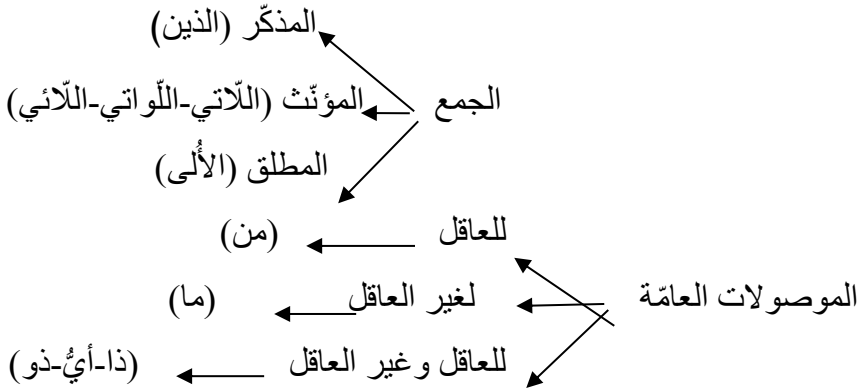 المذكّر (الذين)
الجمع المؤنّث (اللّاتي-اللّواتي-اللّائي)
المطلق (الأُلى)
للعاقل (من)
الموصولات العامّة لغير العاقل (ما)
للعاقل وغير العاقل (ذا-أيُّ-ذو)